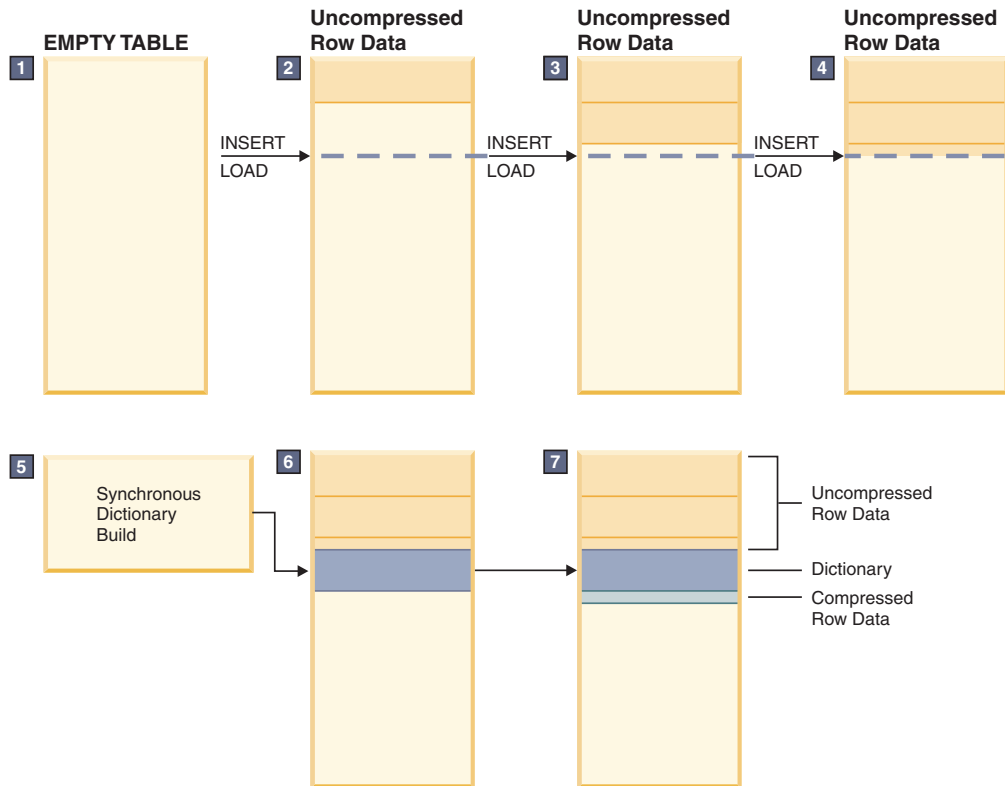 1
EMPTY TABLE
INSERT
LOAD
2
Uncompressed
Row Data
INSERT
LOAD
3
Uncompressed
Row Data
INSERT
LOAD
4
Uncompressed
Row Data
5
Synchronous
Dictionary
Build
6
7
Uncompressed
Row Data
Dictionary
Compressed
Row Data